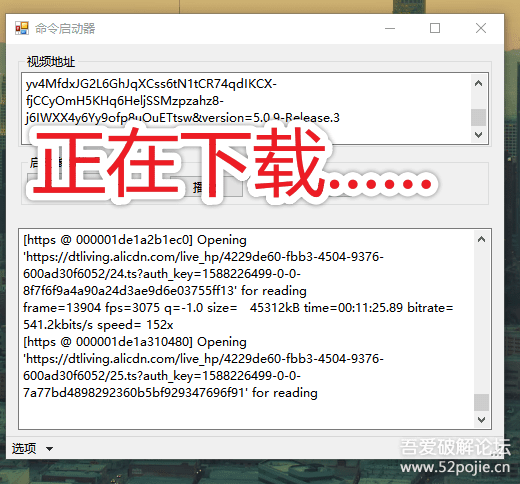 命令启动器
视频地址
yv4MfdxJG2L6GhJqXCss6tN1tCR74qdIKCX-
fjCCyOmH5KHq6HeljSSMzpzahz8-
j6IWXX4y6Yy9ofp8uOuETtsw&version=5.0.9-Release.3
正在下载......
[https @ 000001de1a2b1ec0] Opening
'https://dtliving.alicdn.com/live_hp/4229de60-fbb3-4504-9376-
600ad30f6052/24.ts?auth_key=1588226499-0-0-
8f7f6f9a4a90a24d3ae9d6e03755ff13' for reading
frame=13904 fps=3075 q=-1.0 size=   45312kB time=00:11:25.89 bitrate=
541.2kbits/s speed= 152x
[https @ 000001de1a310480] Opening
'https://dtliving.alicdn.com/live_hp/4229de60-fbb3-4504-9376-
600ad30f6052/25.ts?auth_key=1588226499-0-0-
7a77bd4898292360b5bf929347696f91' for reading
选项
吾爱破解论坛
www.52pojie.cn